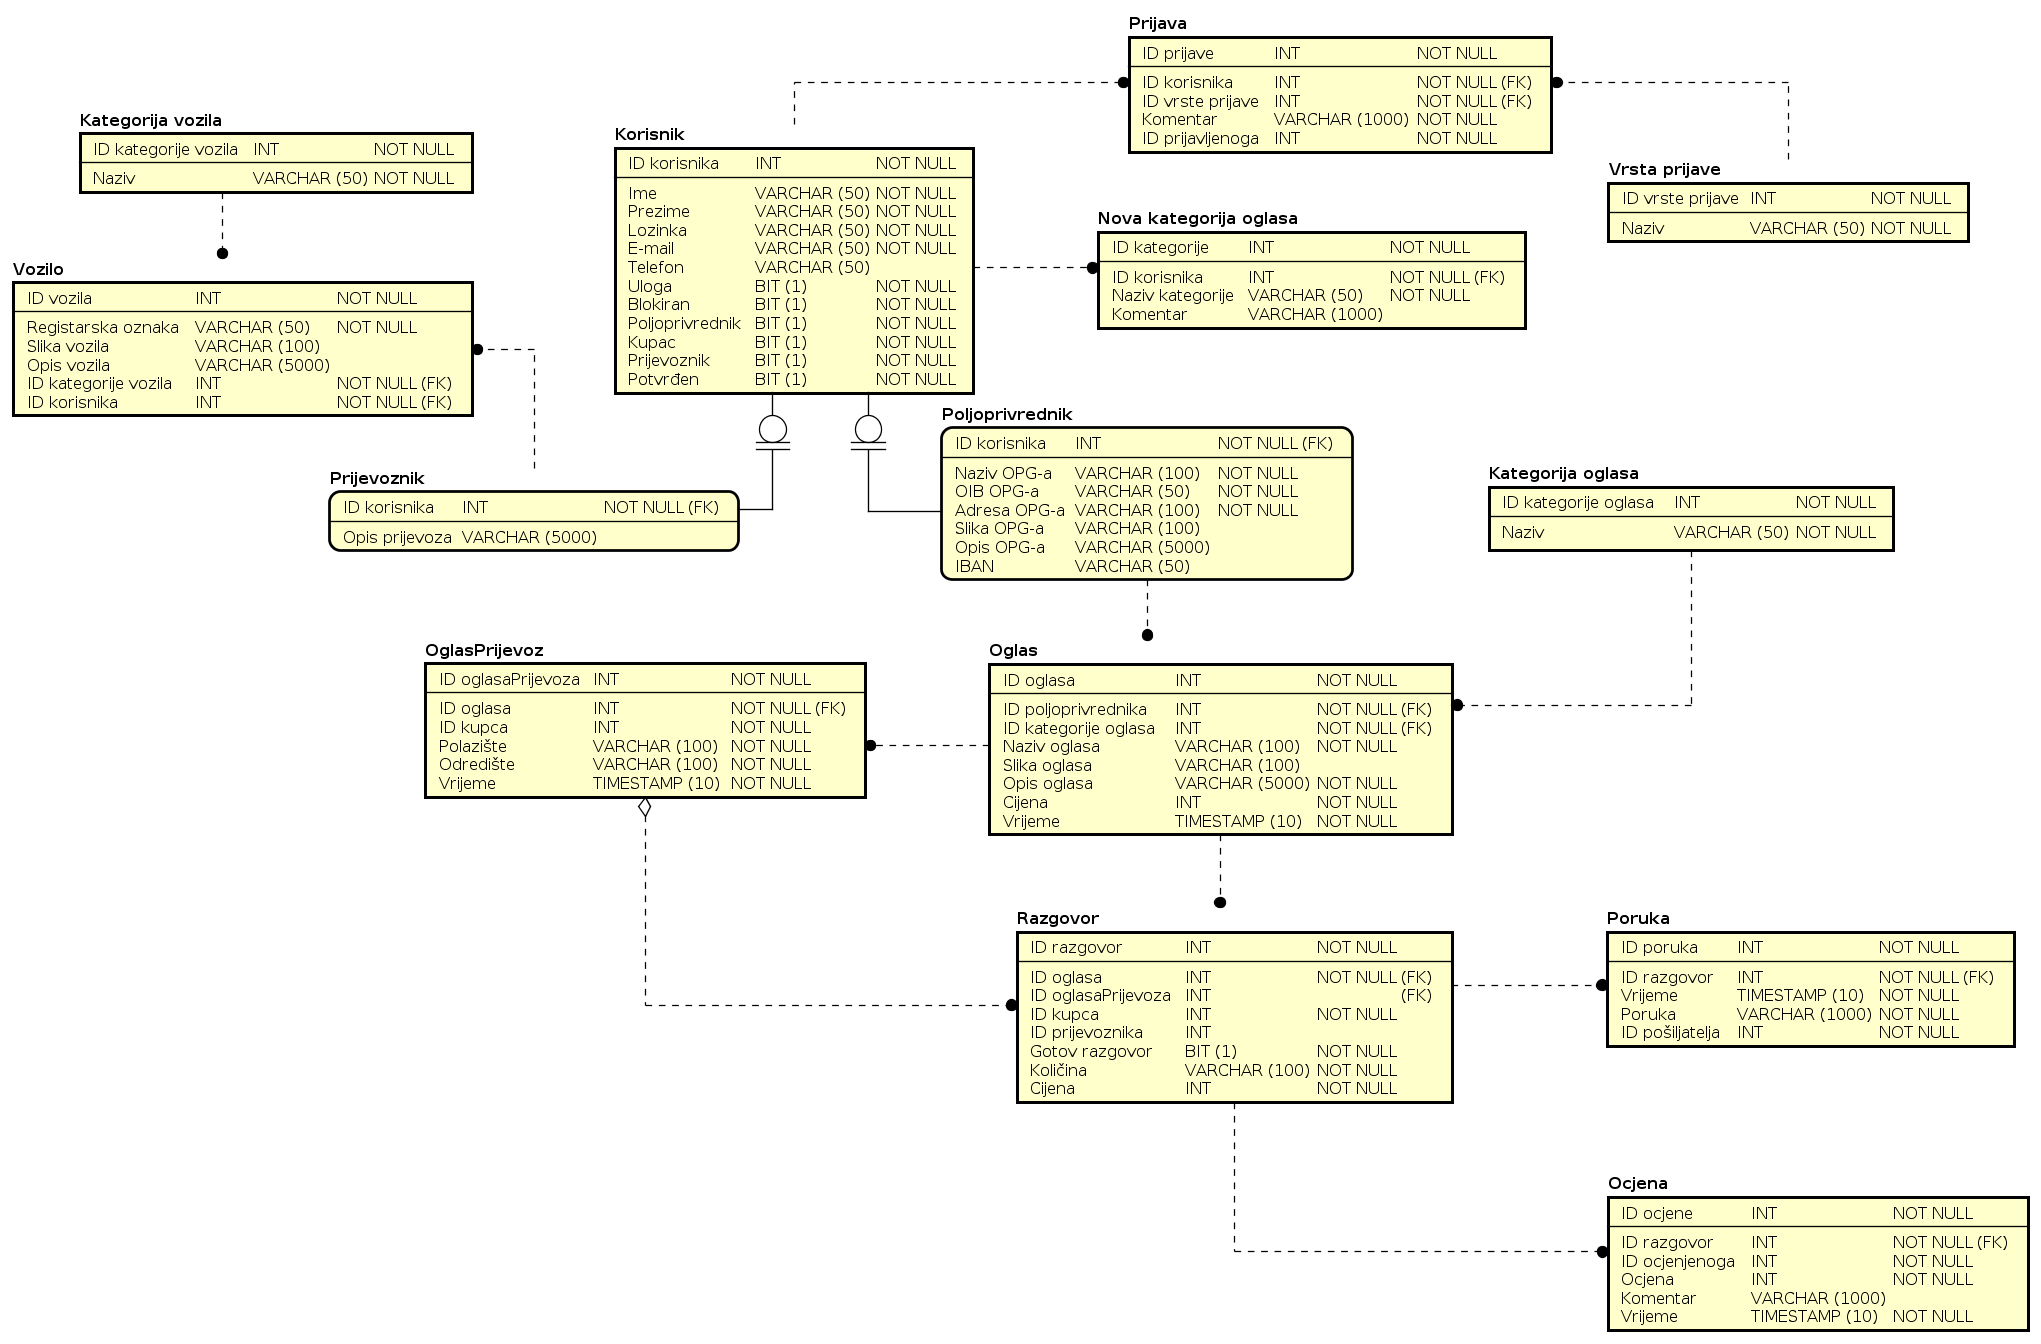 Prijava
ID prijave INT NOT NULL
ID korisnika INT NOT NULL (FK)
ID vrste prijave INT NOT NULL (FK)
Komentar VARCHAR (1000) NOT NULL
ID prijavljenoga INT NOT NULL
Kategorija vozila
ID kategorije vozila INT NOT NULL
Naziv VARCHAR (50) NOT NULL
Korisnik
ID korisnika INT NOT NULL
Ime VARCHAR (50) NOT NULL
Prezime VARCHAR (50) NOT NULL
Lozinka VARCHAR (50) NOT NULL
E-mail VARCHAR (50) NOT NULL
Telefon VARCHAR (50)
Uloga BIT (1) NOT NULL
Blokiran BIT (1) NOT NULL
Poljoprivrednik BIT (1) NOT NULL
Kupac BIT (1) NOT NULL
Prijevoznik BIT (1) NOT NULL
Potvrđen BIT (1) NOT NULL
Vrsta prijave
ID vrste prijave INT NOT NULL
Naziv VARCHAR (50) NOT NULL
Nova kategorija oglasa
ID kategorije INT NOT NULL
ID korisnika INT NOT NULL (FK)
Naziv kategorije VARCHAR (50) NOT NULL
Komentar VARCHAR (1000)
Vozilo
ID vozila INT NOT NULL
Registarska oznaka VARCHAR (50) NOT NULL
Slika vozila VARCHAR (100)
Opis vozila VARCHAR (5000)
ID kategorije vozila INT NOT NULL (FK)
ID korisnika INT NOT NULL (FK)
Poljoprivrednik
ID korisnika INT NOT NULL (FK)
Naziv OPG-a VARCHAR (100) NOT NULL
OIB OPG-a VARCHAR (50) NOT NULL
Adresa OPG-a VARCHAR (100) NOT NULL
Slika OPG-a VARCHAR (100)
Opis OPG-a VARCHAR (5000)
IBAN VARCHAR (50)
Prijevoznik
ID korisnika INT NOT NULL (FK)
Opis prijevoza VARCHAR (5000)
Kategorija oglasa
ID kategorije oglasa INT NOT NULL
Naziv VARCHAR (50) NOT NULL
OglasPrijevoz
ID oglasaPrijevoza INT NOT NULL
ID oglasa INT NOT NULL (FK)
ID kupca INT NOT NULL
Polazište VARCHAR (100) NOT NULL
Odredište VARCHAR (100) NOT NULL
Vrijeme TIMESTAMP (10) NOT NULL
Oglas
ID oglasa INT NOT NULL
ID poljoprivrednika INT NOT NULL (FK)
ID kategorije oglasa INT NOT NULL (FK)
Naziv oglasa VARCHAR (100) NOT NULL
Slika oglasa VARCHAR (100)
Opis oglasa VARCHAR (5000) NOT NULL
Cijena INT NOT NULL
Vrijeme TIMESTAMP (10) NOT NULL
Razgovor
ID razgovor INT NOT NULL
ID oglasa INT NOT NULL (FK)
ID oglasaPrijevoza INT (FK)
ID kupca INT NOT NULL
ID prijevoznika INT
Gotov razgovor BIT (1) NOT NULL
Količina VARCHAR (100) NOT NULL
Cijena INT NOT NULL
Poruka
ID poruka INT NOT NULL
ID razgovor INT NOT NULL (FK)
Vrijeme TIMESTAMP (10) NOT NULL
Poruka VARCHAR (1000) NOT NULL
ID pošiljatelja INT NOT NULL
Ocjena
ID ocjene INT NOT NULL
ID razgovor INT NOT NULL (FK)
ID ocjenjenoga INT NOT NULL
Ocjena INT NOT NULL
Komentar VARCHAR (1000)
Vrijeme TIMESTAMP (10) NOT NULL